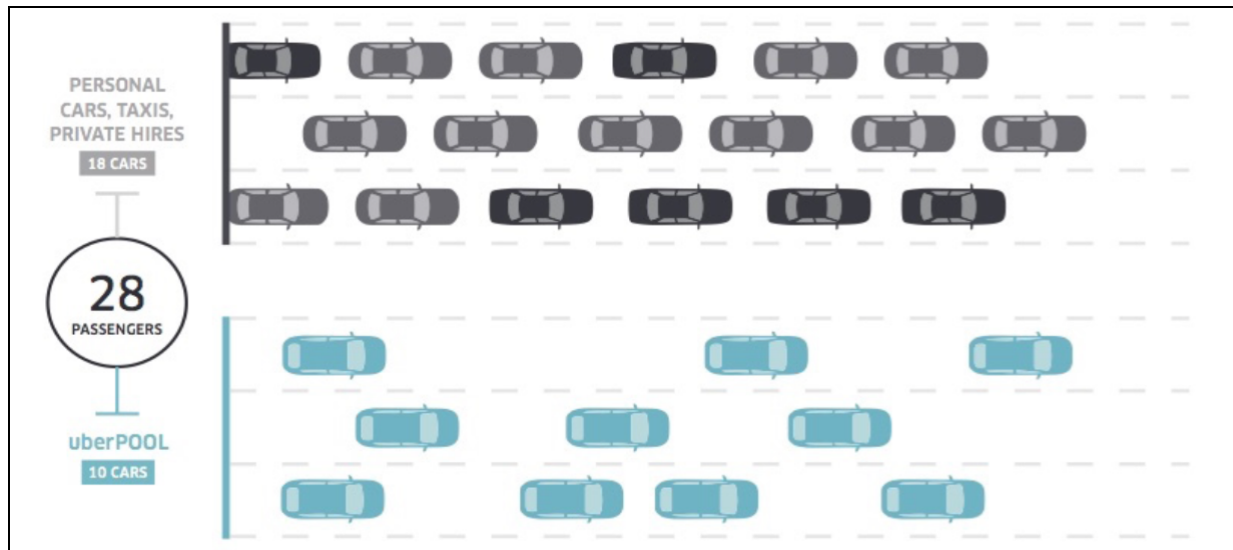 PERSONAL
CARS, TAXIS,
PRIVATE HIRES
18 CARS
28
PASSENGERS
uberPOOL
10 CARS